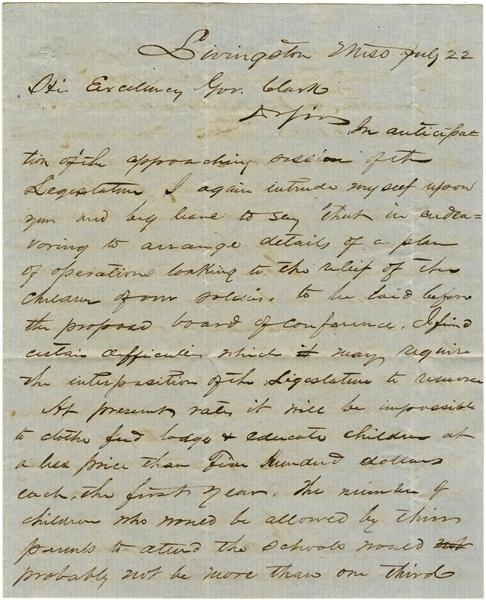 Livingston Miss July 22
His Excellency Gov. Clark
Dr Sir
In anticipa-
tion of the approaching session of the
Legislature I again intrude myself upon
you and beg leave to say that in endea-
voring to arrange details of a plan
of operations looking to the relief of the
children of our soldiers, to be laid before
the proposed board of conference, I find
certain difficulties which it may require
the interposition of the Legislature to remove
At present rates it will be impossible
to clothe feed lodge & educate children at
a less price than Five Hundred dollars
each, the first year. The number of
children who would be allowed by their
parents to attend the schools would not
probably not be more than one third